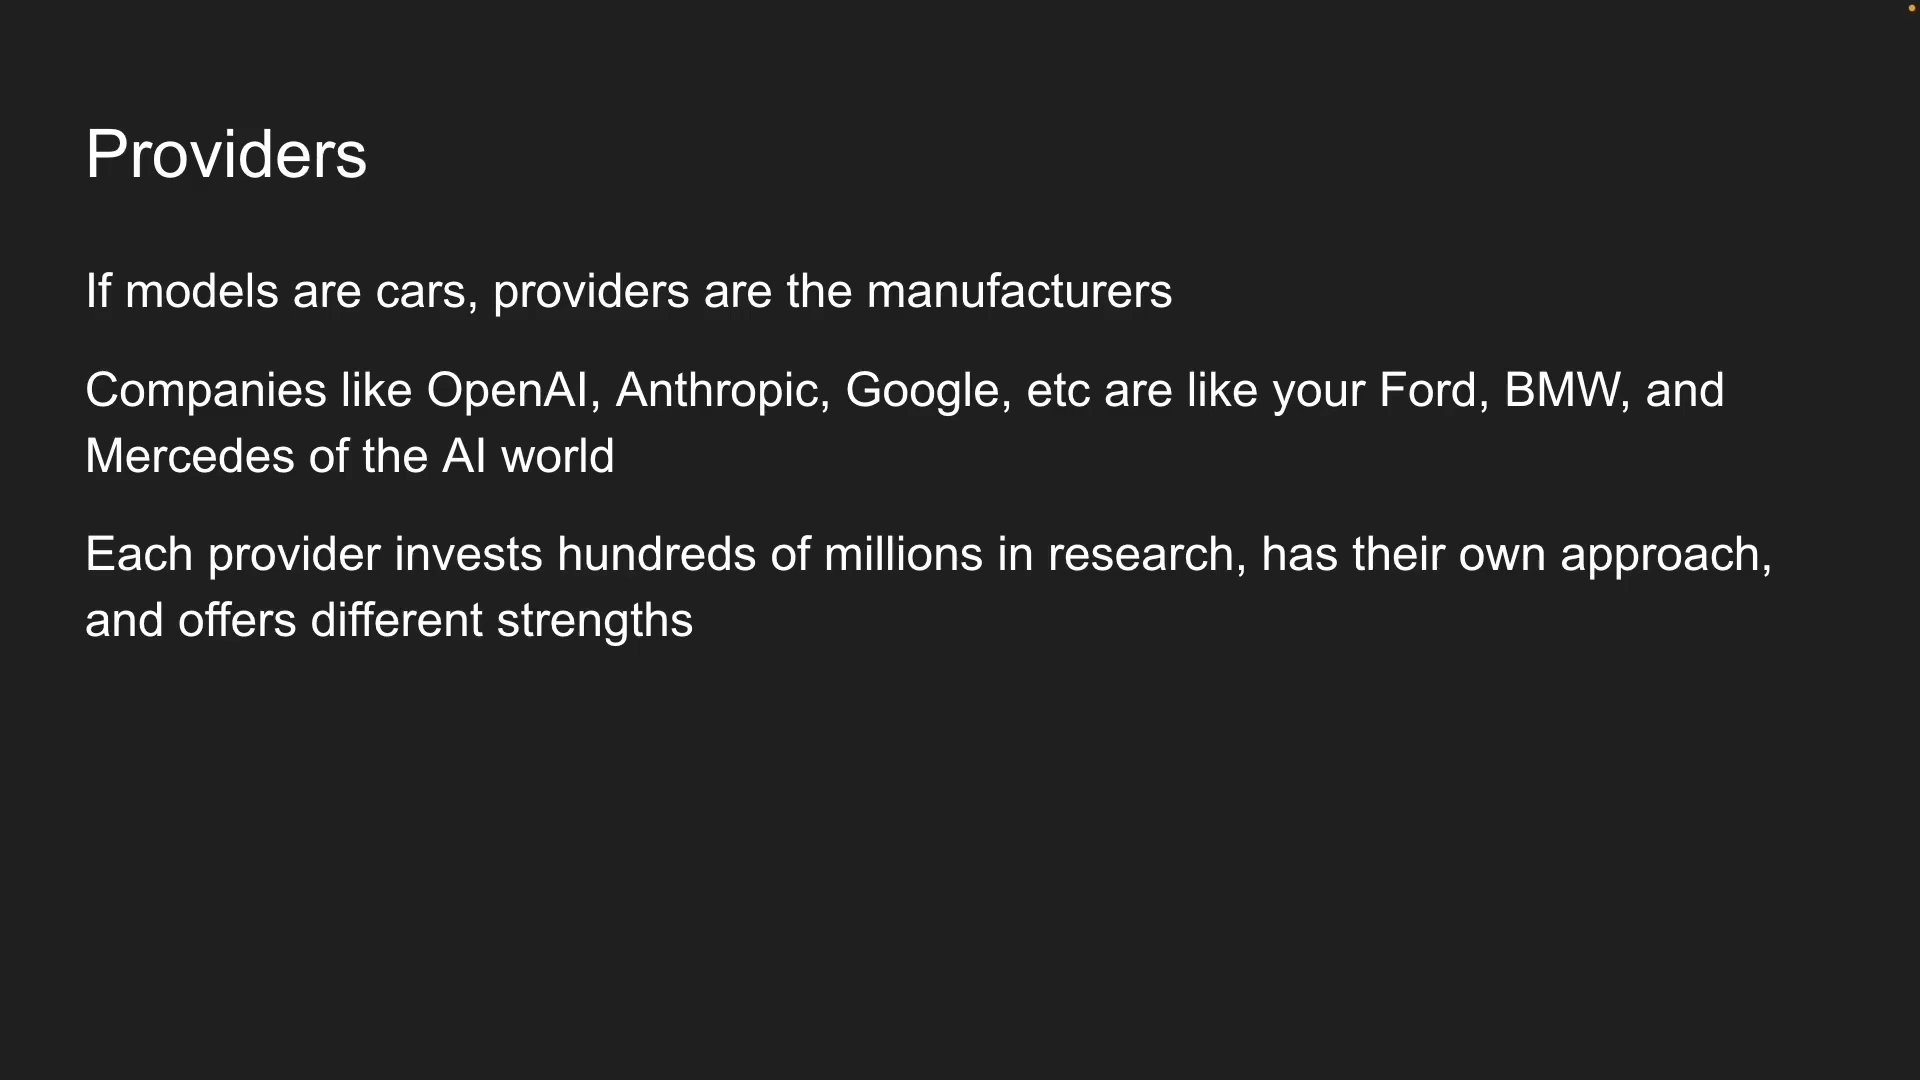 Providers
If models are cars, providers are the manufacturers
Companies like OpenAI, Anthropic, Google, etc are like your Ford, BMW, and
Mercedes of the AI world
Each provider invests hundreds of millions in research, has their own approach,
and offers different strengths